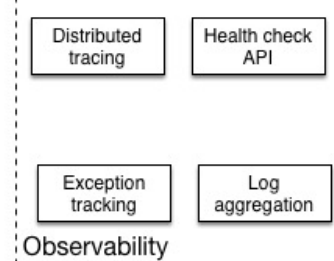 Distributed
tracing
Health check
API
Exception
tracking
Log
aggregation
Observability